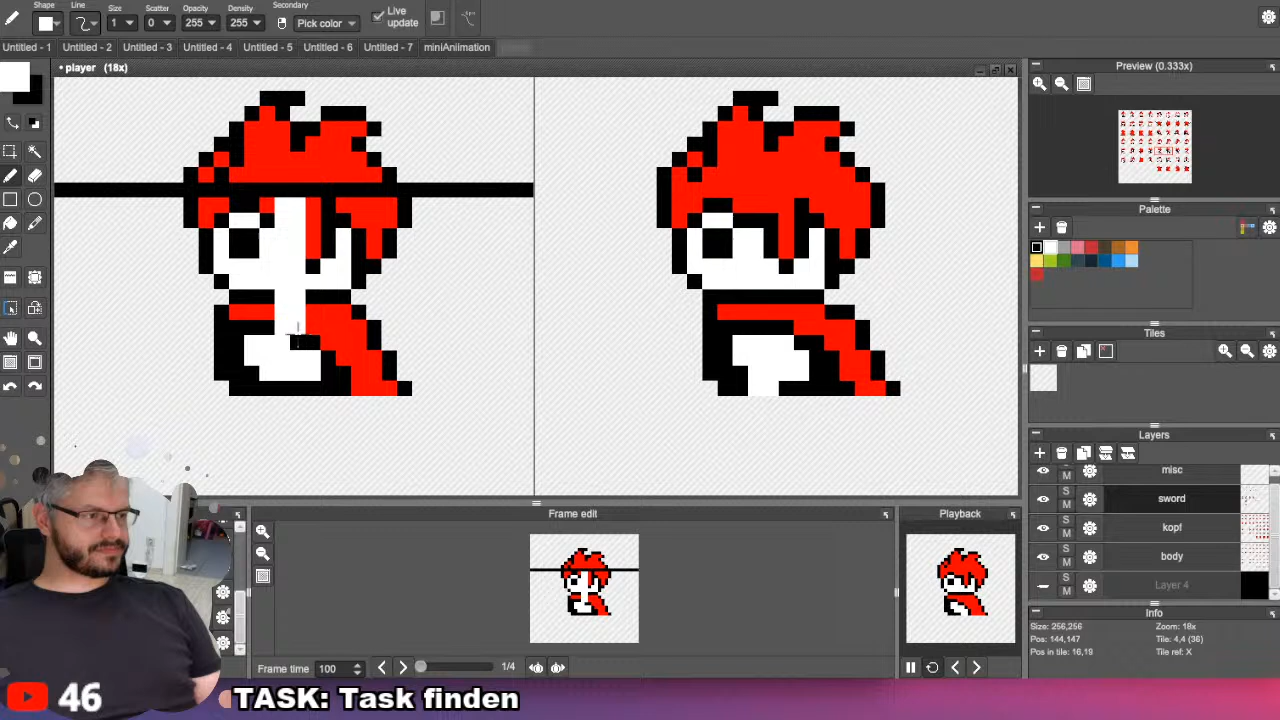 Shape Line Size Scatter Opacity Density Secondary
1 0 255 255 Pick color Live update
Untitled - 1 Untitled - 2 Untitled - 3 Untitled - 4 Untitled - 5 Untitled - 6 Untitled - 7 miniAnimation
• player (18x)
Preview (0.333x)
Palette
Tiles
Layers
misc
S
M
sword
S
M
kopf
S
M
body
S
M
Layer 4
S
M
Info
Size: 256,256 Zoom: 18x
Pos: 144,147 Tile: 4,4 (36)
Pos in tile: 16,19 Tile ref: X
Frame edit
Playback
Frame time 100 1/4
46
TASK: Task finden